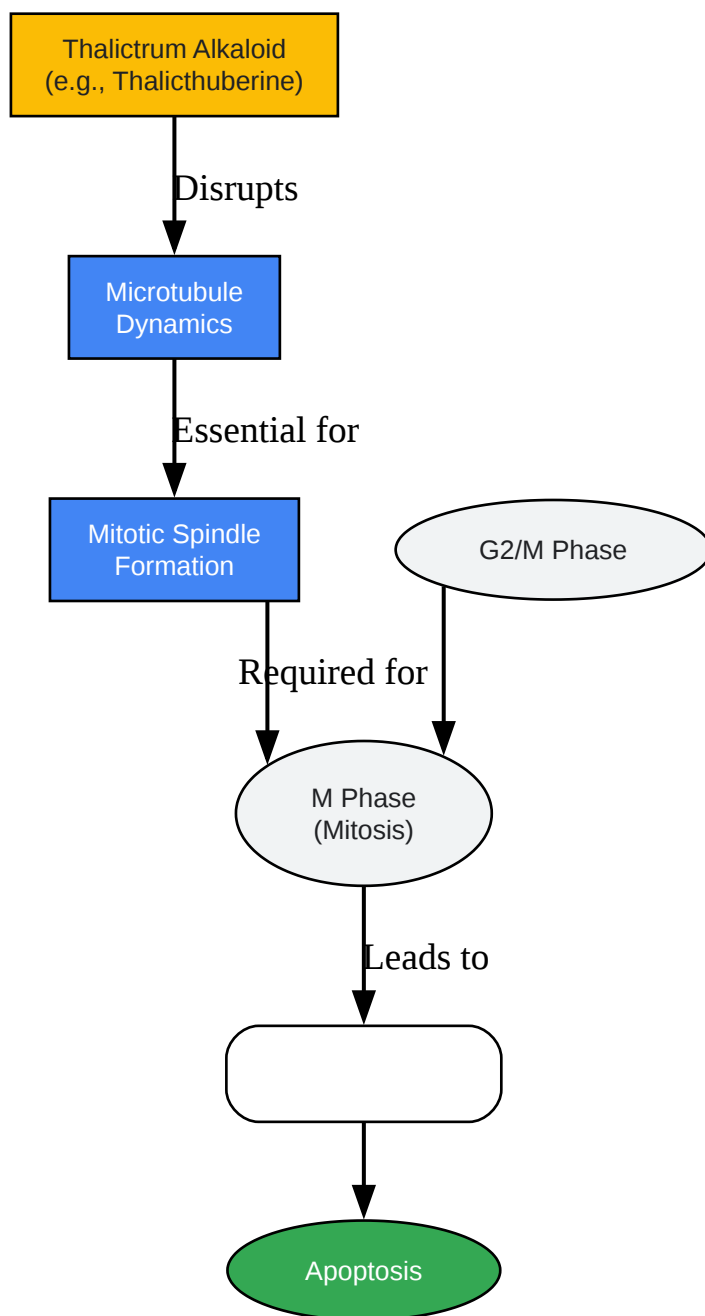 Thalictrum Alkaloid
(e.g., Thalicthuberine)
Disrupts
Microtubule
Dynamics
Essential for
Mitotic Spindle
Formation
G2/M Phase
Required for
M Phase
(Mitosis)
Leads to
Apoptosis